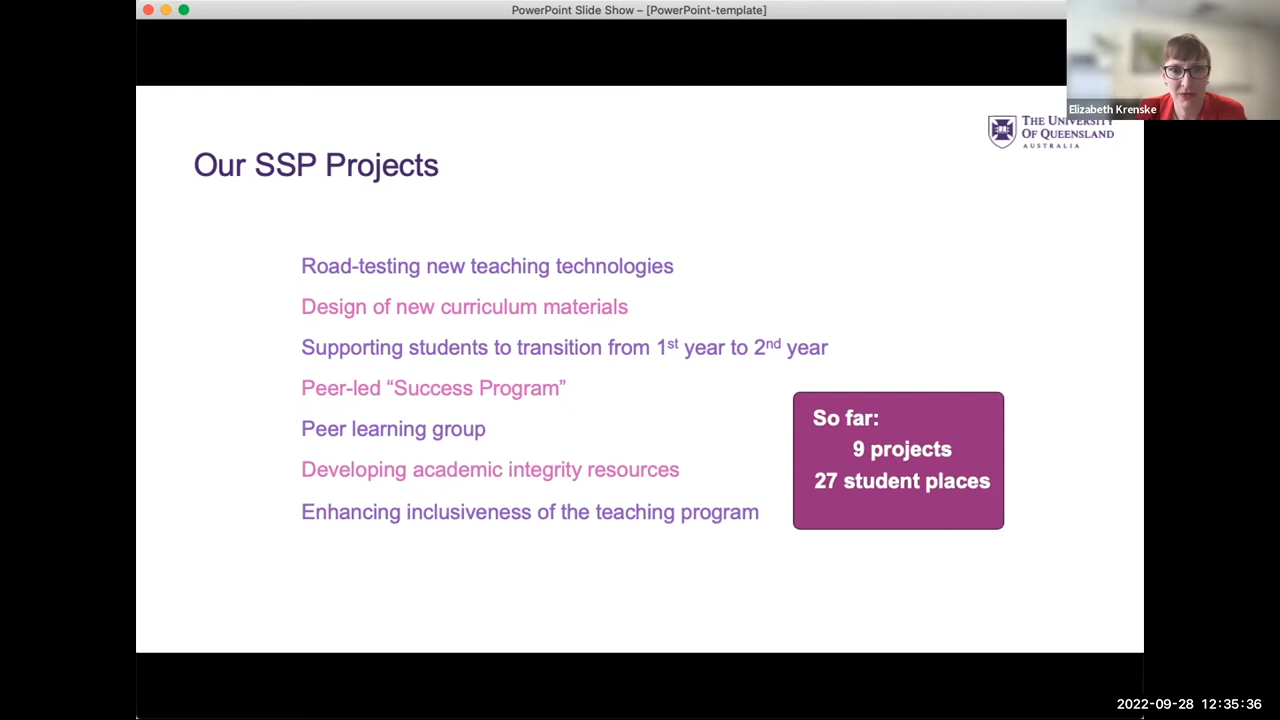 PowerPoint Slide Show – [PowerPoint-template]
Elizabeth Krenske
THE UNIVERSITY
OF QUEENSLAND
AUSTRALIA
Our SSP Projects
Road-testing new teaching technologies
Design of new curriculum materials
Supporting students to transition from 1st year to 2nd year
Peer-led “Success Program”
Peer learning group
Developing academic integrity resources
Enhancing inclusiveness of the teaching program
So far:
9 projects
27 student places
2022-09-28 12:35:36